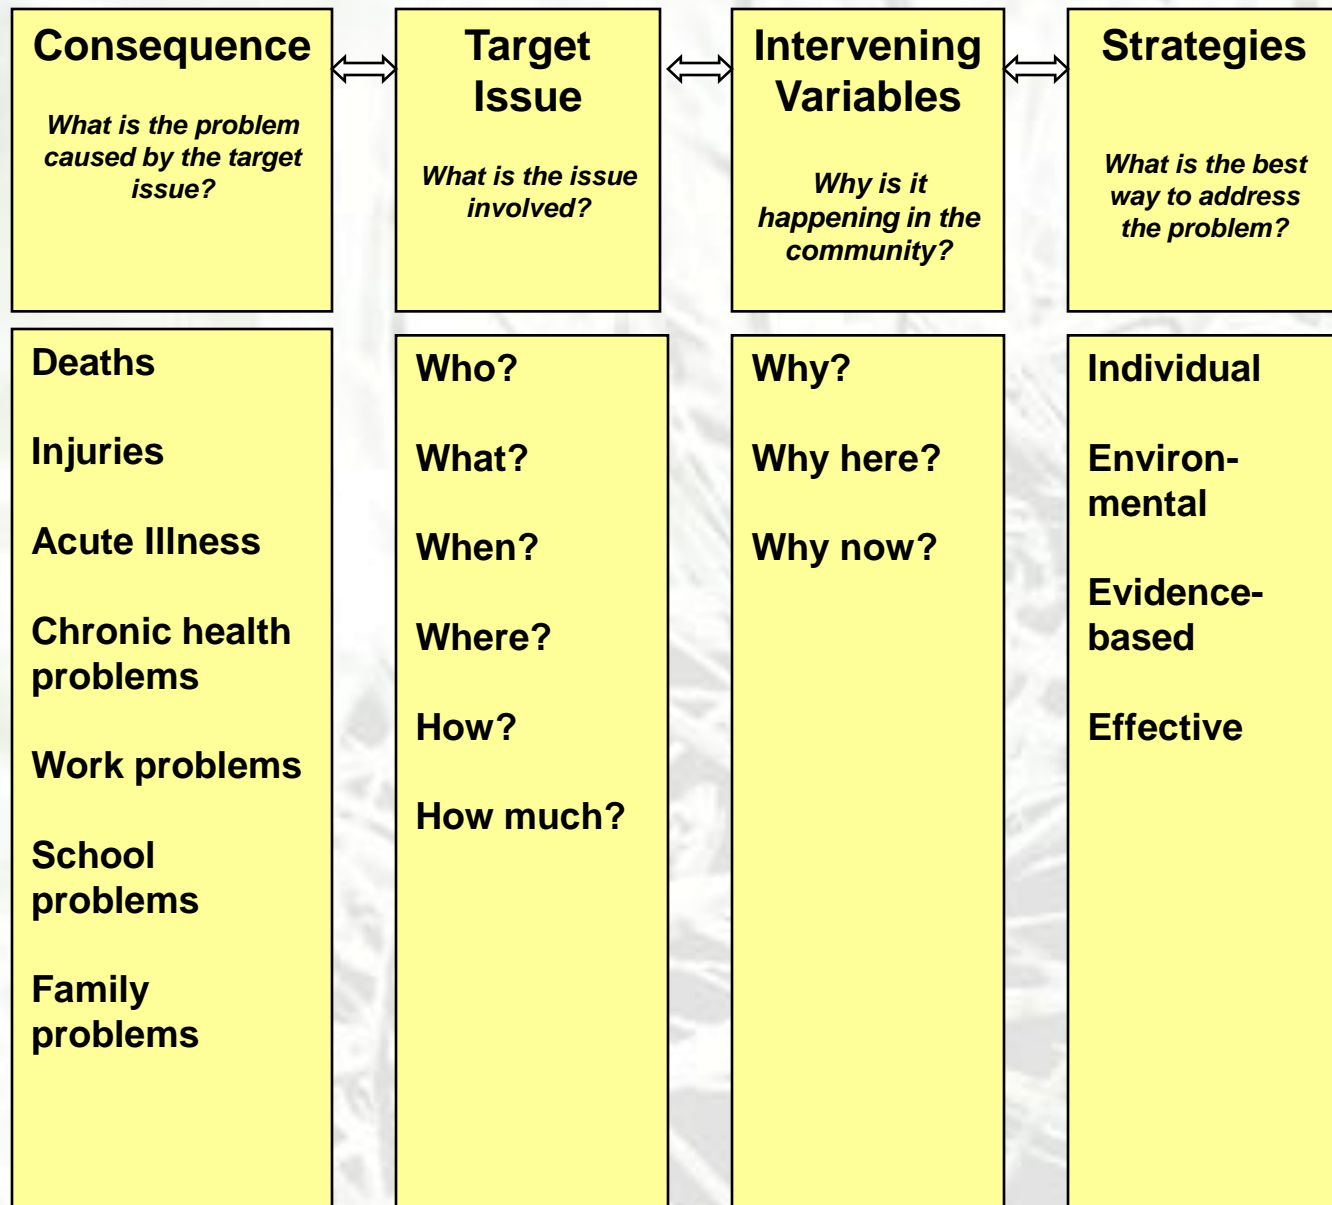 Consequence
What is the problem
caused by the target
issue?
Target
Issue
What is the issue
involved?
Intervening
Variables
Why is it
happening in the
community?
Strategies
What is the best
way to address
the problem?
Deaths
Injuries
Acute Illness
Chronic health
problems
Work problems
School
problems
Family
problems
Who?
What?
When?
Where?
How?
How much?
Why?
Why here?
Why now?
Individual
Environ-
mental
Evidence-
based
Effective